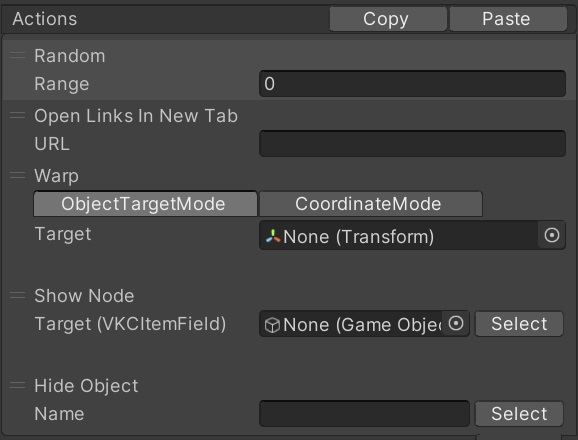 Actions Copy Paste
Random
Range 0
Open Links In New Tab
URL
Warp
ObjectTargetMode CoordinateMode
Target None (Transform)
Show Node
Target (VKCItemField) None (Game Objec Select
Hide Object
Name Select